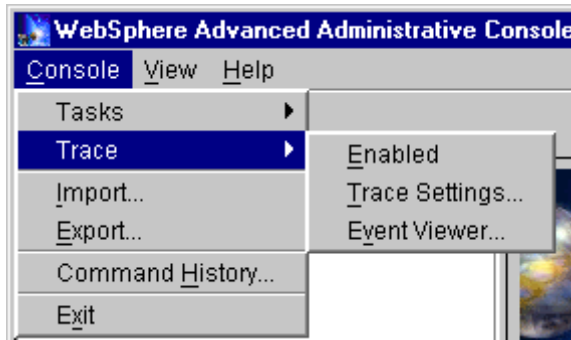 WebSphere Advanced Administrative Console
Console View Help
Tasks
Trace
Import...
Export...
Command History...
Exit
Enabled
Trace Settings...
Event Viewer...